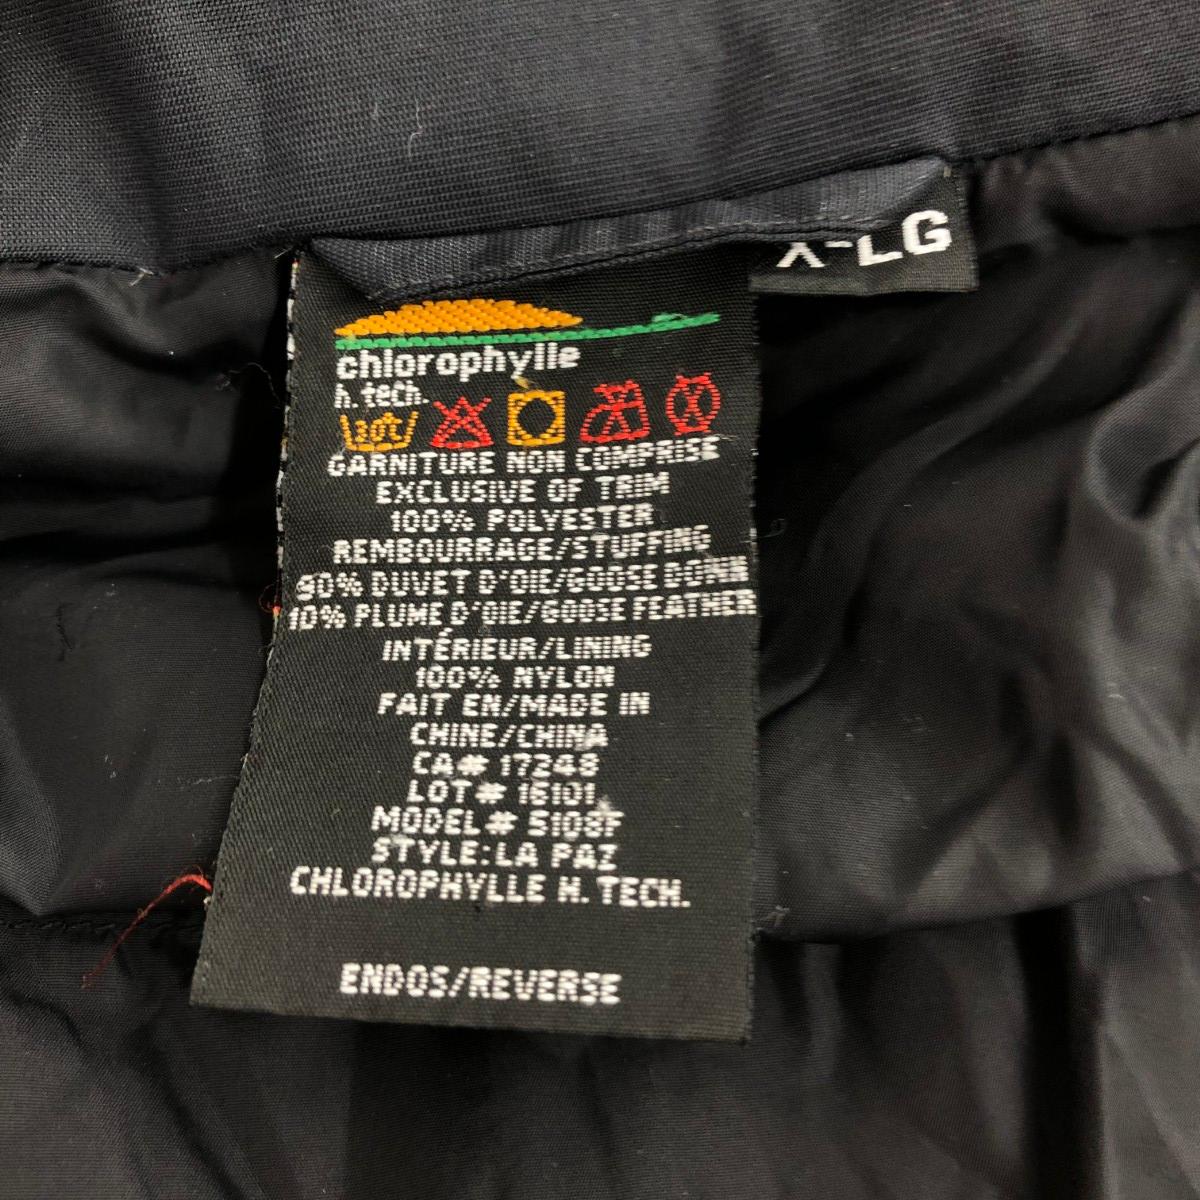 X-LG
chlorophylle
h. tech.
30°
GARNITURE NON COMPRISE
EXCLUSIVE OF TRIM
100% POLYESTER
REMBOURRAGE/STUFFING
90% DUVET D'OIE/GOOSE DOWN
10% PLUME D'OIE/GOOSE FEATHER
INTÉRIEUR/LINING
100% NYLON
FAIT EN/MADE IN
CHINE/CHINA
CA# 17248
LOT# 16101
MODEL# 5108F
STYLE: LA PAZ
CHLOROPHYLLE H. TECH.
ENDOS/REVERSE